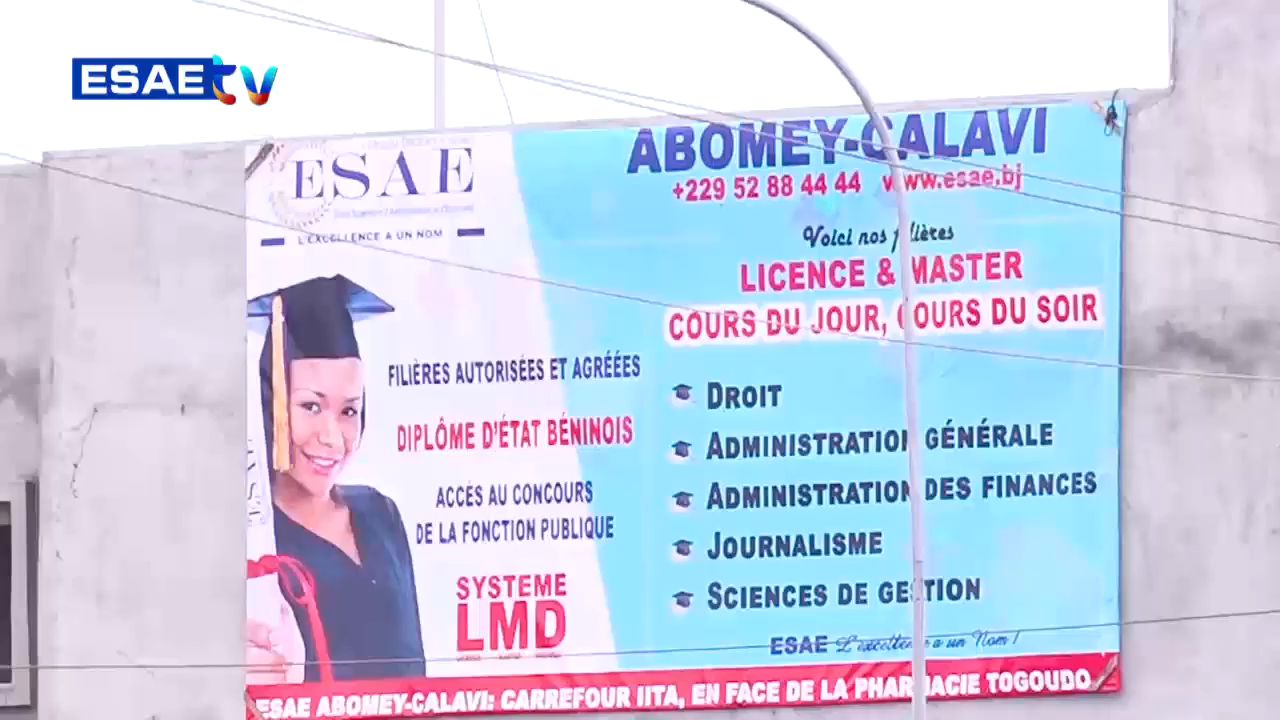 ESAE tv
ESAE
L'EXCELLENCE A UN NOM
FILIÈRES AUTORISÉES ET AGRÉÉES
DIPLÔME D'ÉTAT BÉNINOIS
ACCÈS AU CONCOURS
DE LA FONCTION PUBLIQUE
SYSTEME
LMD
ABOMEY-CALAVI
+229 52 88 44 44 www.esae.bj
Voici nos filières
LICENCE & MASTER
COURS DU JOUR, COURS DU SOIR
DROIT
ADMINISTRATION GÉNÉRALE
ADMINISTRATION DES FINANCES
JOURNALISME
SCIENCES DE GESTION
ESAE L'excellence a un Nom !
ESAE ABOMEY-CALAVI: CARREFOUR IITA, EN FACE DE LA PHARMACIE TOGOUDO